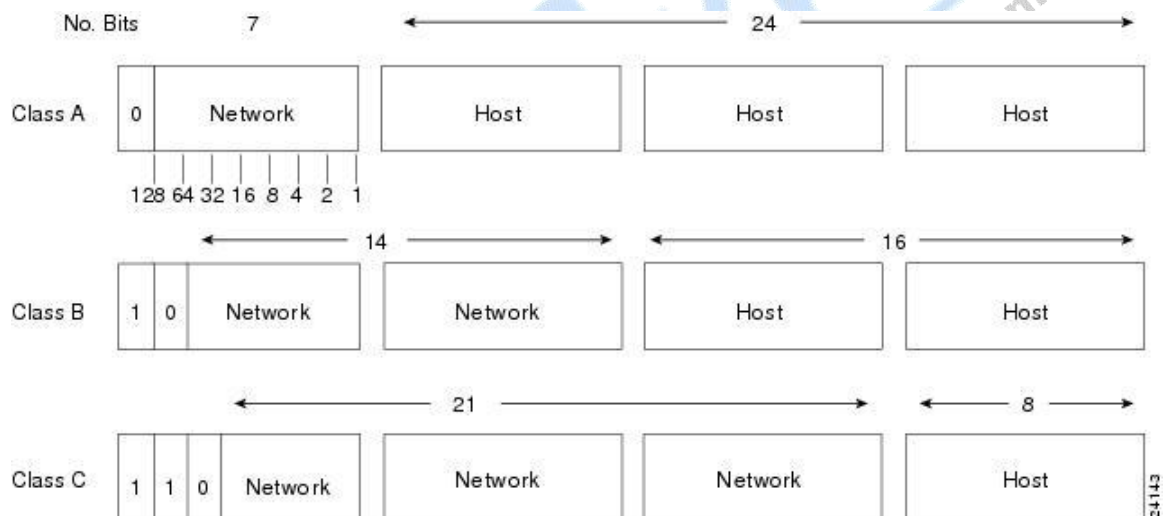 No. Bits 7 24
Class A 0 Network Host Host Host
128 64 32 16 8 4 2 1
14 16
Class B 1 0 Network Network Host Host
21 8
Class C 1 1 0 Network Network Network Host
24143